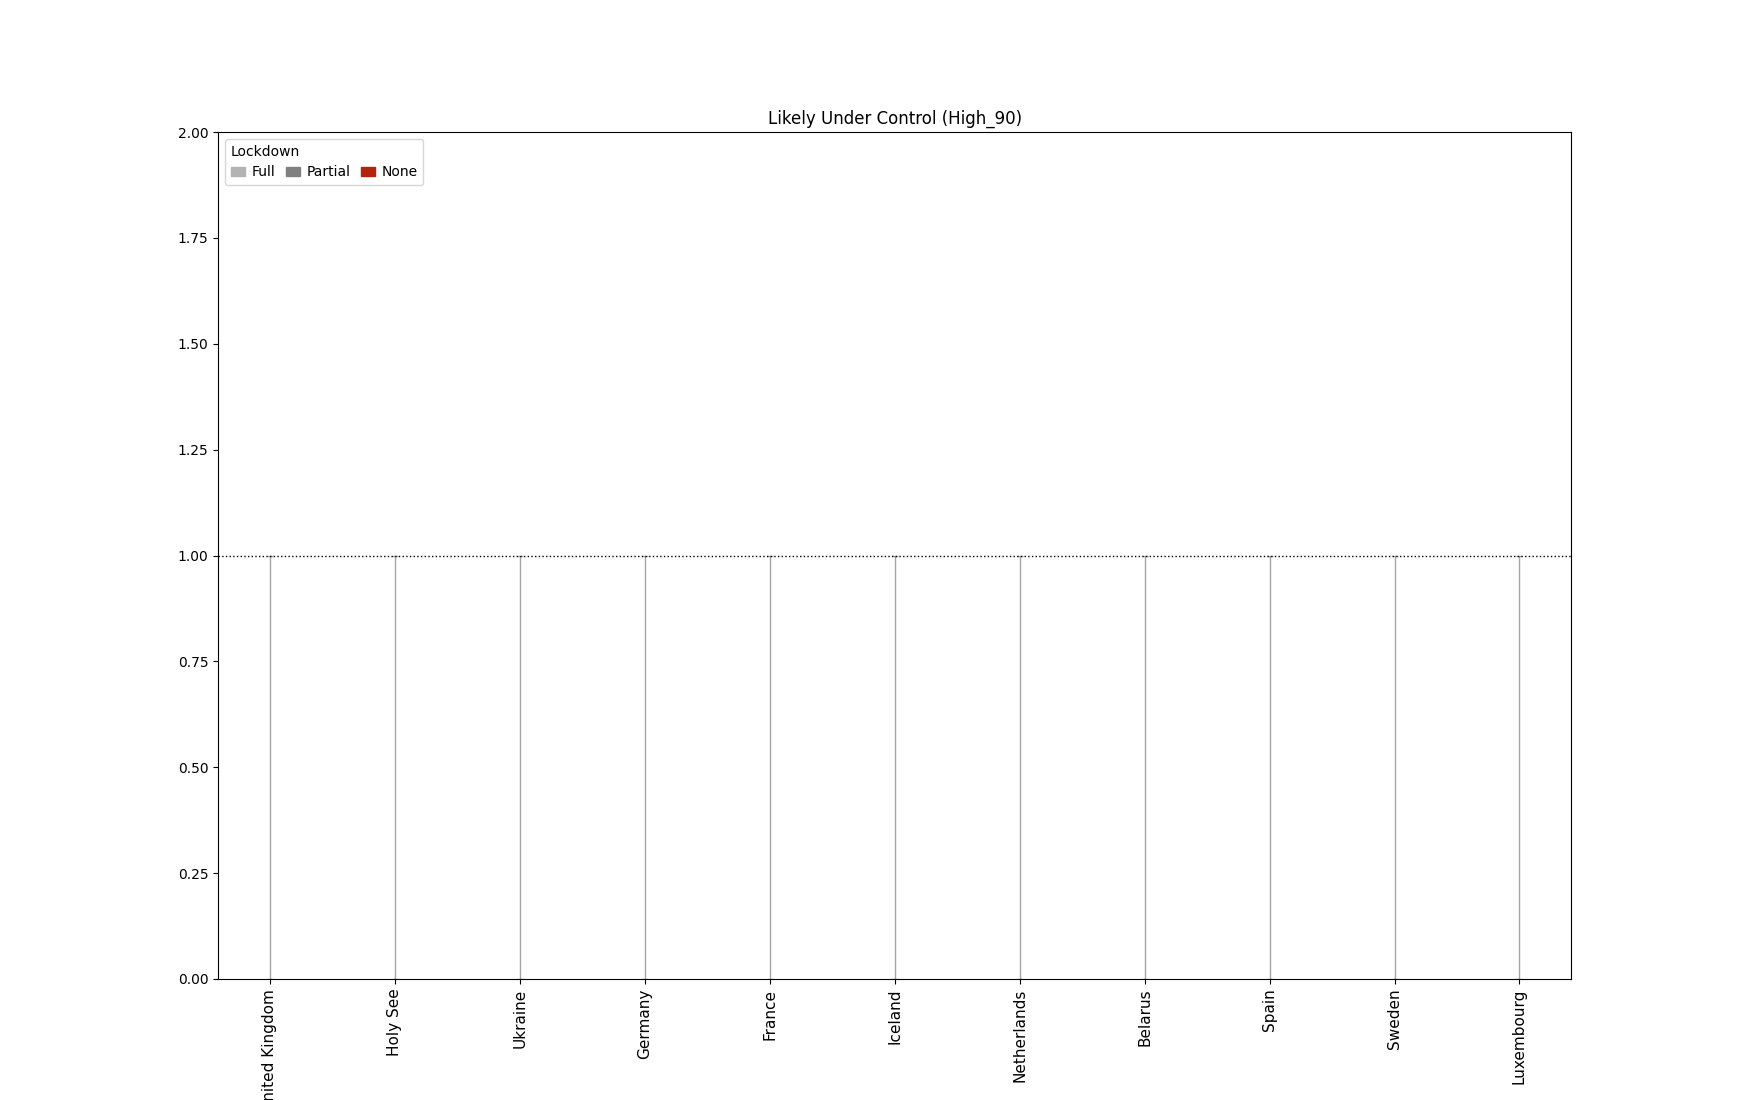 Likely Under Control (High_90)
2.00
Lockdown
Full Partial None
1.75
1.50
1.25
1.00
0.75
0.50
0.25
0.00
nited Kingdom
Holy See
Ukraine
Germany
France
Iceland
Netherlands
Belarus
Spain
Sweden
Luxembourg